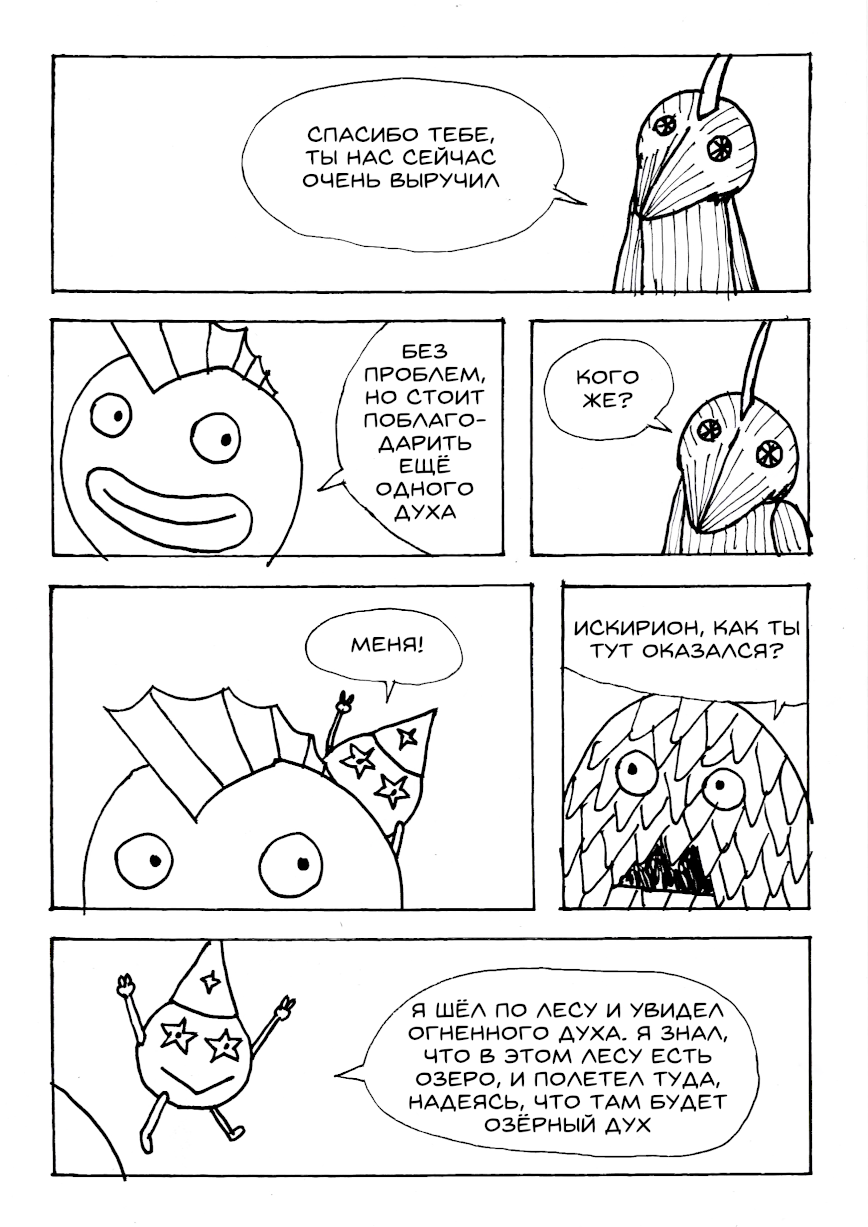 СПАСИБО ТЕБЕ,
ТЫ НАС СЕЙЧАС
ОЧЕНЬ ВЫРУЧИЛ
БЕЗ
ПРОБЛЕМ,
НО СТОИТ
ПОБЛАГО-
ДАРИТЬ
ЕЩЁ
ОДНОГО
ДУХА
КОГО
ЖЕ?
МЕНЯ!
ИСКИРИОН, КАК ТЫ
ТУТ ОКАЗАЛСЯ?
Я ШЁЛ ПО ЛЕСУ И УВИДЕЛ
ОГНЕННОГО ДУХА. Я ЗНАЛ,
ЧТО В ЭТОМ ЛЕСУ ЕСТЬ
ОЗЕРО, И ПОЛЕТЕЛ ТУДА,
НАДЕЯСЬ, ЧТО ТАМ БУДЕТ
ОЗЁРНЫЙ ДУХ